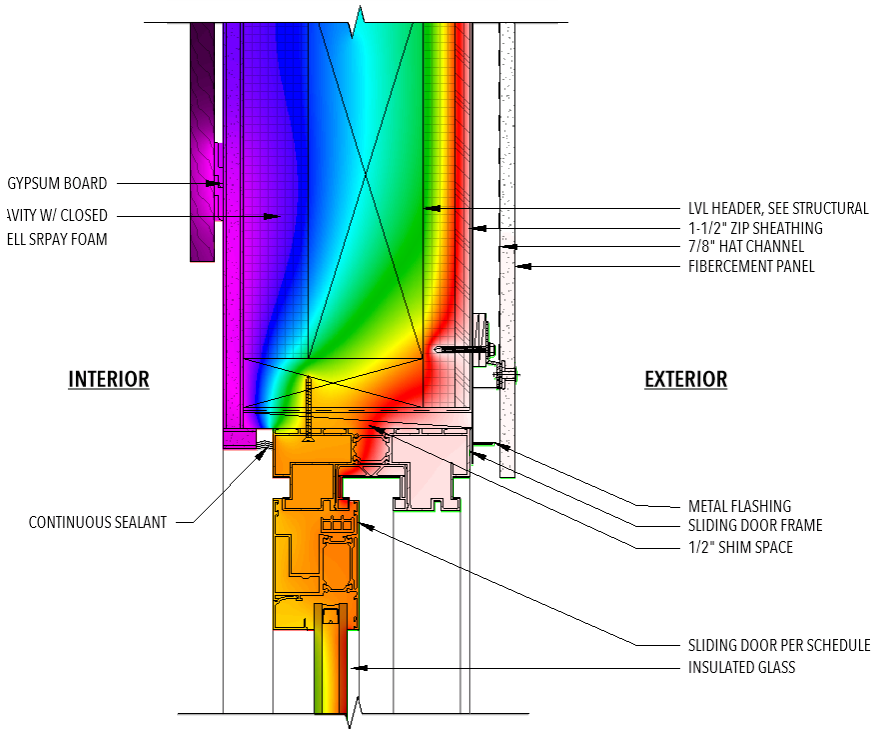 GYPSUM BOARD
AVITY W/ CLOSED
ELL SRPAY FOAM
LVL HEADER, SEE STRUCTURAL
1-1/2" ZIP SHEATHING
7/8" HAT CHANNEL
FIBERCEMENT PANEL
INTERIOR
EXTERIOR
CONTINUOUS SEALANT
METAL FLASHING
SLIDING DOOR FRAME
1/2" SHIM SPACE
SLIDING DOOR PER SCHEDULE
INSULATED GLASS